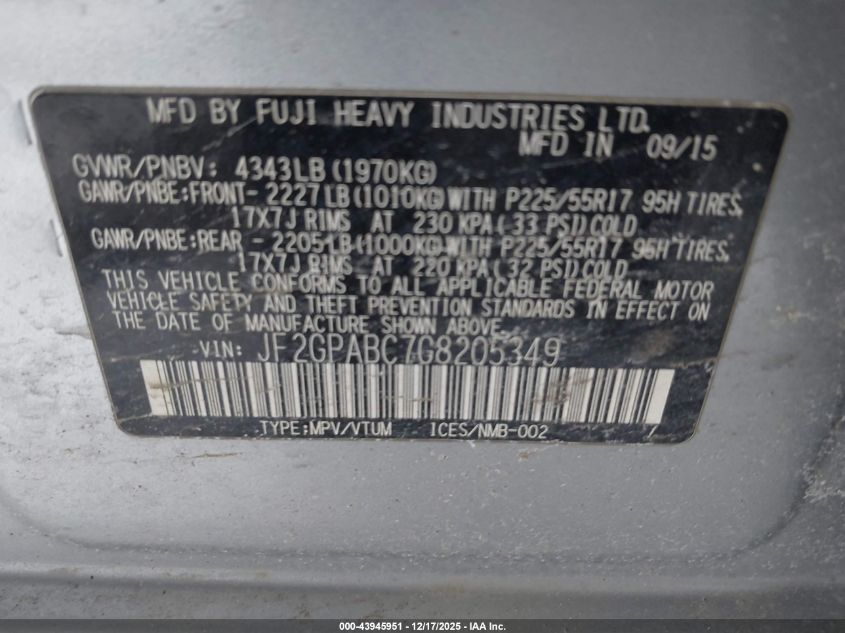 MFD BY FUJI HEAVY INDUSTRIES LTD.
MFD IN 09/15
GVWR/PNBV: 4343LB(1970KG)
GAWR/PNBE:FRONT- 2227LB(1010KG)WITH P225/55R17 95H TIRES,
17X7J RIMS AT 230 KPA(33 PSI)COLD
GAWR/PNBE:REAR - 2205LB(1000KG)WITH P225/55R17 95H TIRES,
17X7J RIMS AT 220 KPA(32 PSI)COLD
THIS VEHICLE CONFORMS TO ALL APPLICABLE FEDERAL MOTOR
VEHICLE SAFETY AND THEFT PREVENTION STANDARDS IN EFFECT ON
THE DATE OF MANUFACTURE SHOWN ABOVE.
VIN: JF2GPABC7G8205349
TYPE:MPV/VTUM ICES/NMB-002 /
000-43945951 - 12/17/2025 - IAA Inc.